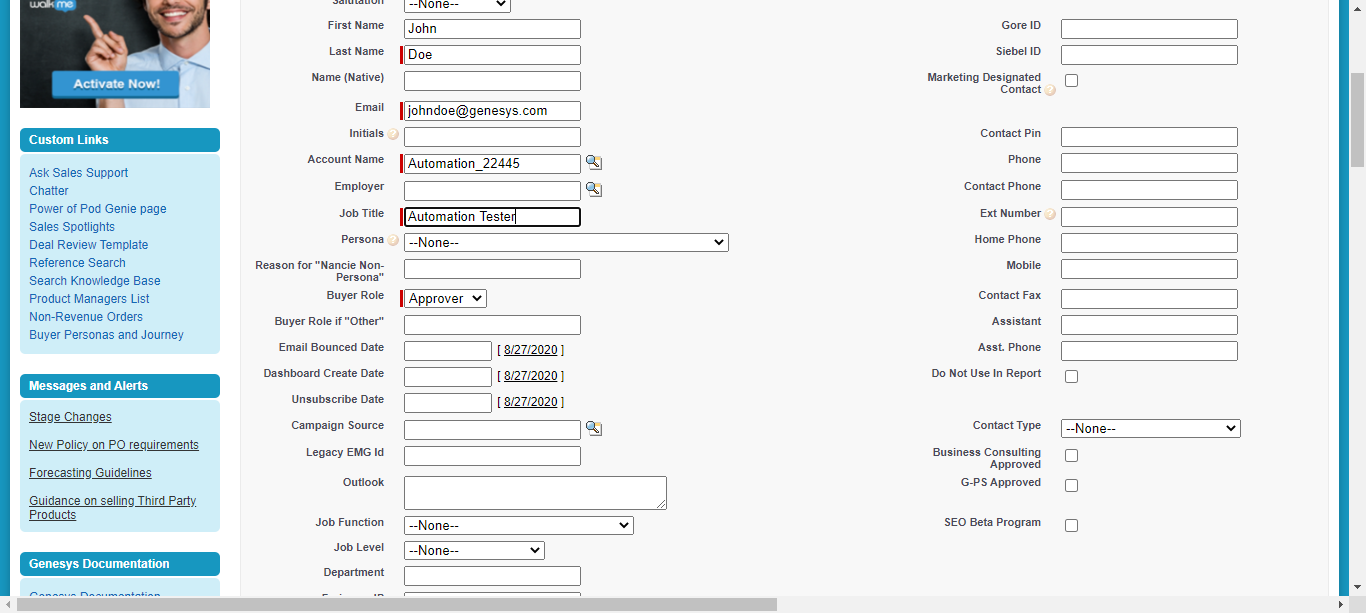 walkme
Activate Now!
Custom Links
Ask Sales Support
Chatter
Power of Pod Genie page
Sales Spotlights
Deal Review Template
Reference Search
Search Knowledge Base
Product Managers List
Non-Revenue Orders
Buyer Personas and Journey
Messages and Alerts
Stage Changes
New Policy on PO requirements
Forecasting Guidelines
Guidance on selling Third Party
Products
Genesys Documentation
Genesys Documentation
Salutation --None--
First Name John
Last Name Doe
Name (Native)
Email johndoe@genesys.com
Initials ?
Account Name Automation_22445
Employer
Job Title Automation Tester
Persona ? --None--
Reason for "Nancie Non-
Persona"
Buyer Role Approver
Buyer Role if "Other"
Email Bounced Date [ 8/27/2020 ]
Dashboard Create Date [ 8/27/2020 ]
Unsubscribe Date [ 8/27/2020 ]
Campaign Source
Legacy EMG Id
Outlook
Job Function --None--
Job Level --None--
Department
Gore ID
Siebel ID
Marketing Designated
Contact ?
Contact Pin
Phone
Contact Phone
Ext Number ?
Home Phone
Mobile
Contact Fax
Assistant
Asst. Phone
Do Not Use In Report
Contact Type --None--
Business Consulting
Approved
G-PS Approved
SEO Beta Program